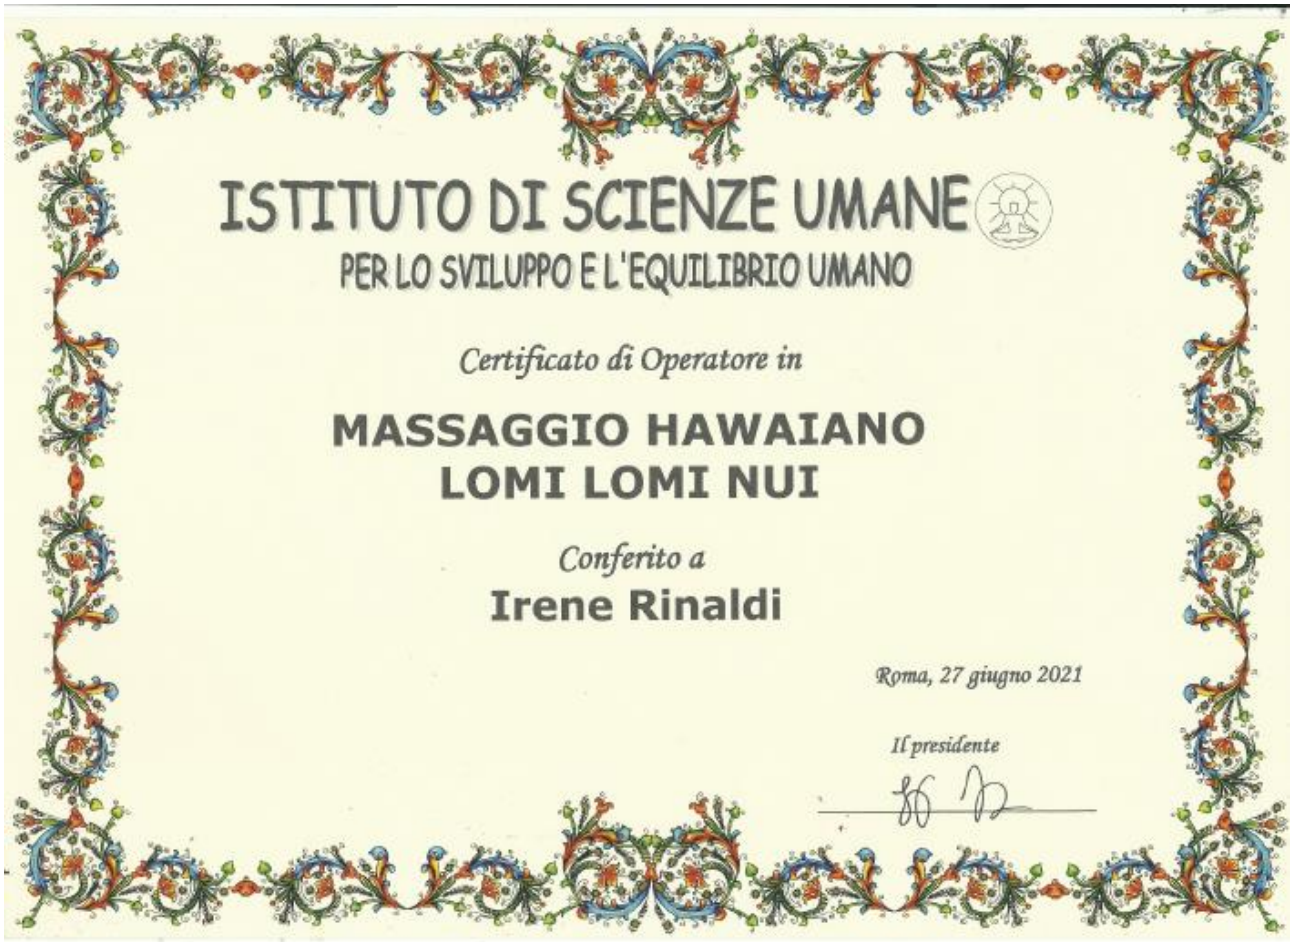 ISTITUTO DI SCIENZE UMANE
PER LO SVILUPPO E L'EQUILIBRIO UMANO
Certificato di Operatore in
MASSAGGIO HAWAIANO
LOMI LOMI NUI
Conferito a
Irene Rinaldi
Roma, 27 giugno 2021
Il presidente